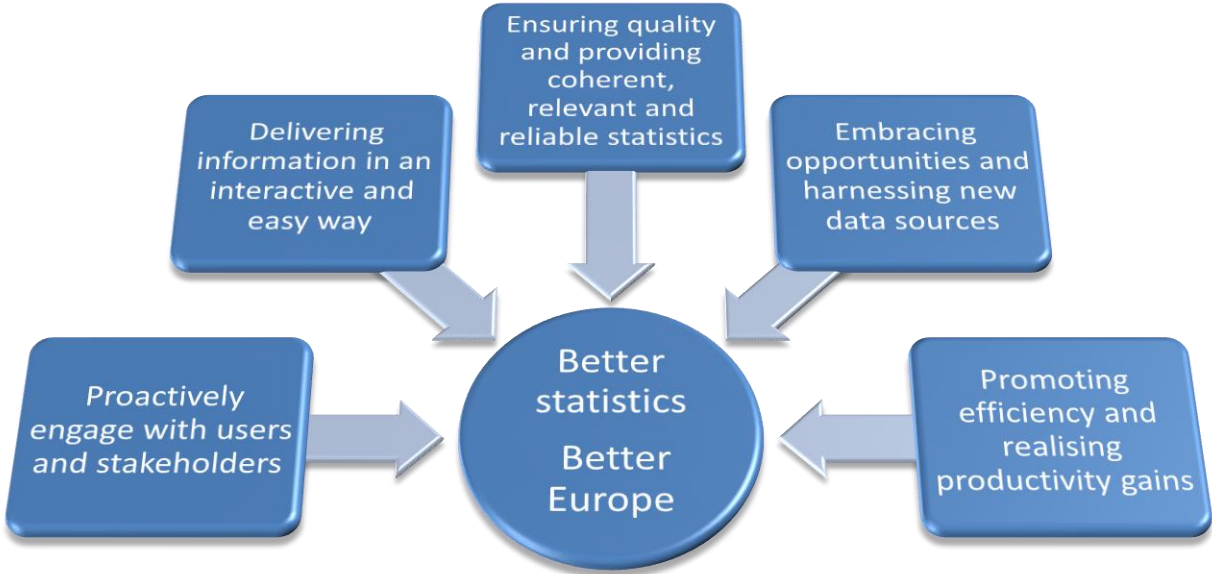 Ensuring quality
and providing
coherent,
relevant and
reliable statistics
Delivering
information in an
interactive and
easy way
Embracing
opportunities and
harnessing new
data sources
Proactively
engage with users
and stakeholders
Better
statistics
Better
Europe
Promoting
efficiency and
realising
productivity gains